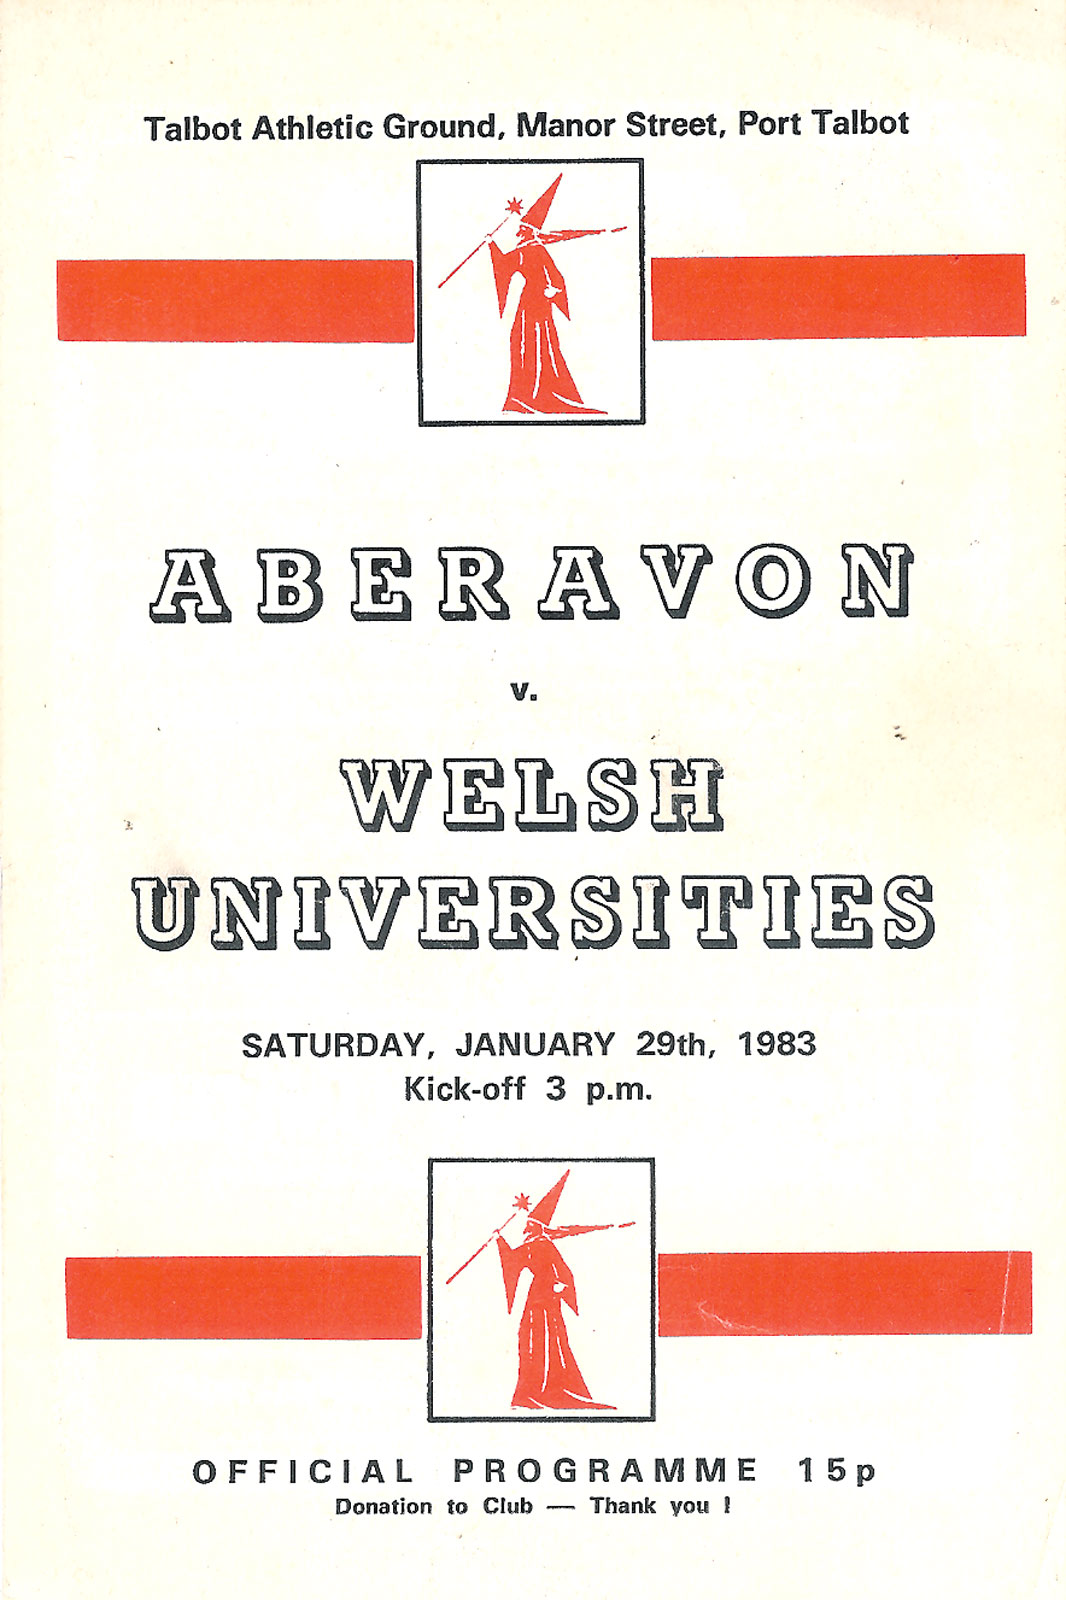 Talbot Athletic Ground, Manor Street, Port Talbot
ABERAVON
v.
WELSH
UNIVERSITIES
SATURDAY, JANUARY 29th, 1983
Kick-off 3 p.m.
OFFICIAL PROGRAMME 15p
Donation to Club — Thank you !